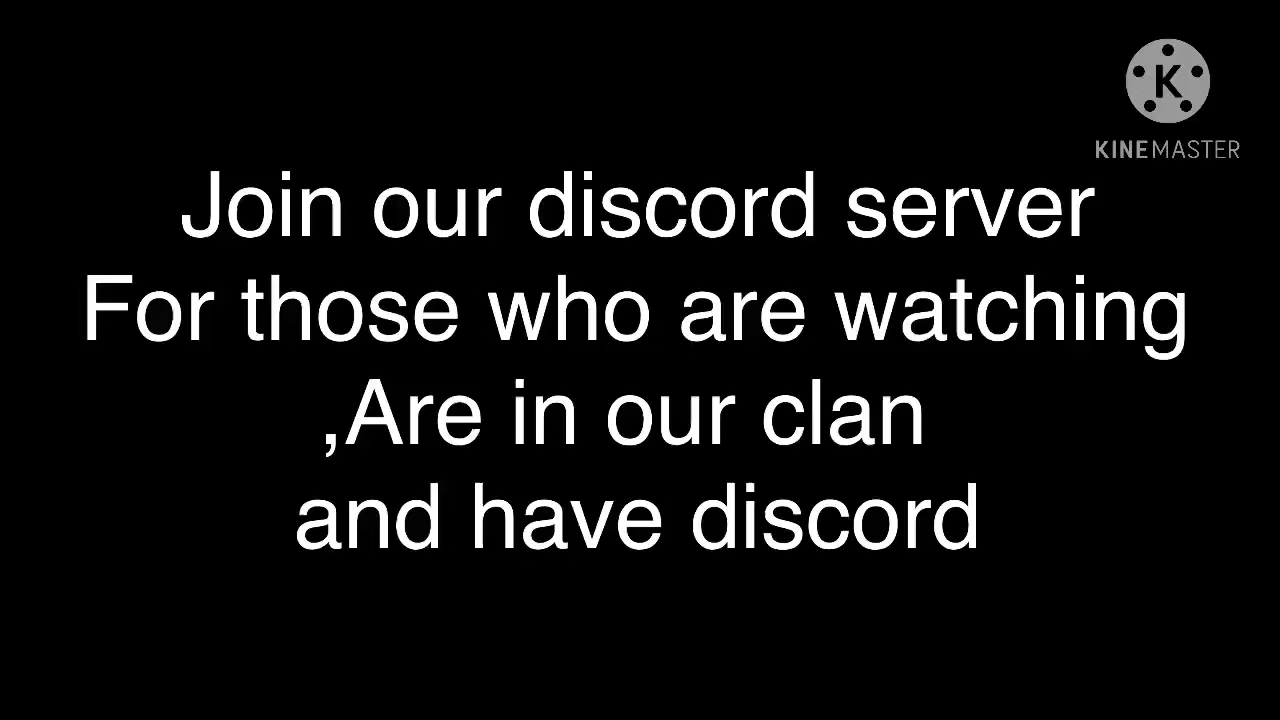 K
KINEMASTER
Join our discord server
For those who are watching
,Are in our clan
and have discord